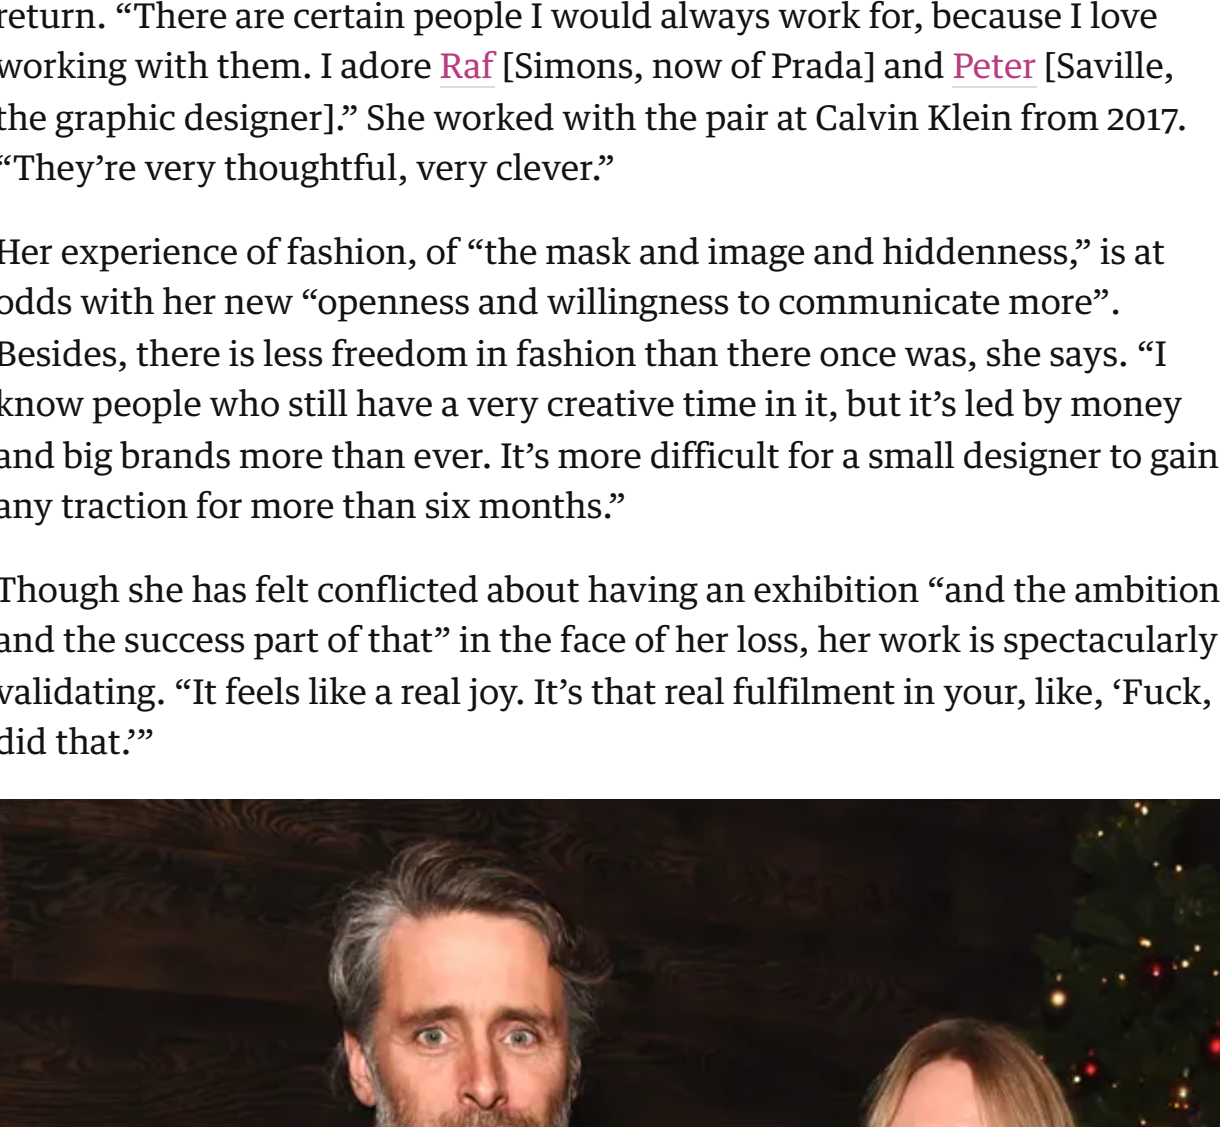 return. “There are certain people I would always work for, because I love
working with them. I adore Raf [Simons, now of Prada] and Peter [Saville,
the graphic designer].” She worked with the pair at Calvin Klein from 2017.
“They’re very thoughtful, very clever.”
Her experience of fashion, of “the mask and image and hiddenness,” is at
odds with her new “openness and willingness to communicate more”.
Besides, there is less freedom in fashion than there once was, she says. “I
know people who still have a very creative time in it, but it’s led by money
and big brands more than ever. It’s more difficult for a small designer to gain
any traction for more than six months.”
Though she has felt conflicted about having an exhibition “and the ambition
and the success part of that” in the face of her loss, her work is spectacularly
validating. “It feels like a real joy. It’s that real fulfilment in your, like, ‘Fuck,
did that.’”